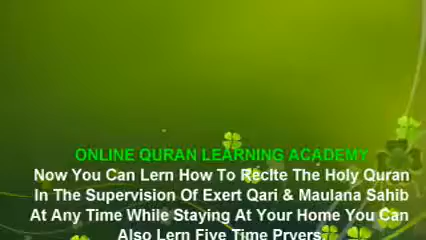 ONLINE QURAN LEARNING ACADEMY
Now You Can Lern How To RecIte The Holy Quran
In The Supervision Of Exert Qari & Maulana Sahib
At Any Time While Staying At Your Home You Can
Also Lern Five Time Pryers